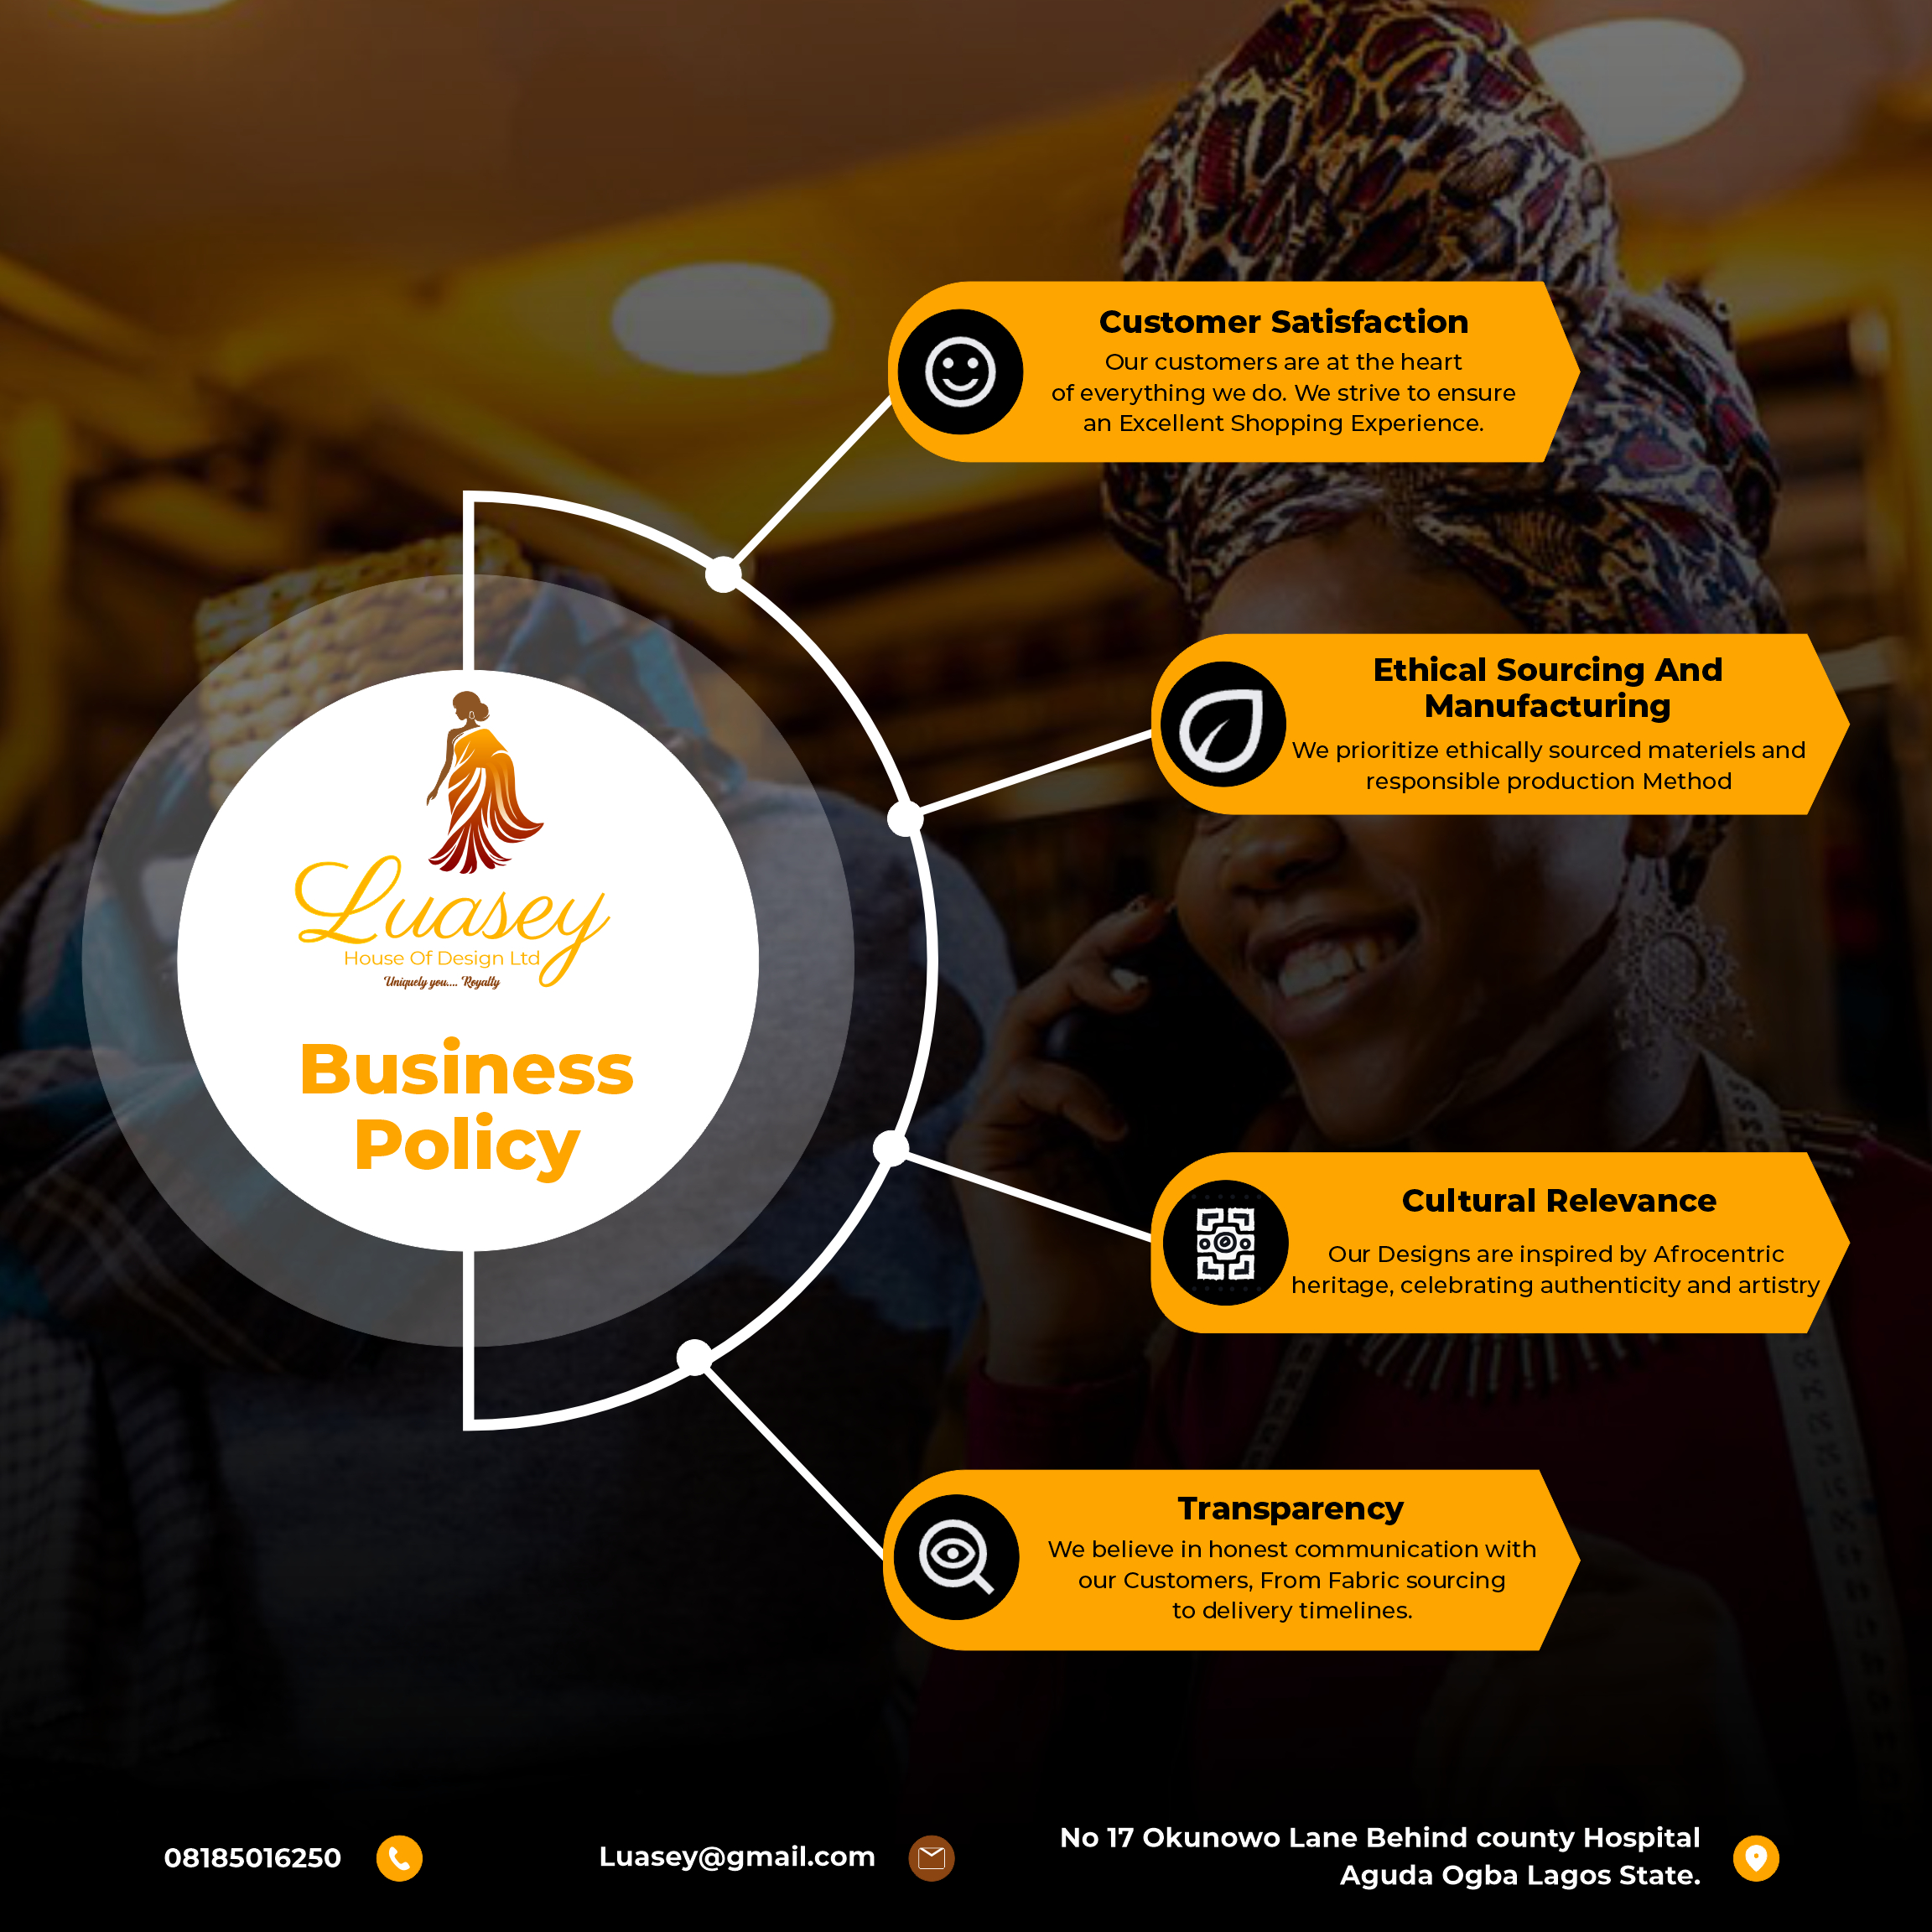 Customer Satisfaction
Our customers are at the heart
of everything we do. We strive to ensure
an Excellent Shopping Experience.
Ethical Sourcing And
Manufacturing
We prioritize ethically sourced materiels and
responsible production Method
Luasey
House Of Design Ltd
Uniquely you.... Royalty
Business
Policy
Cultural Relevance
Our Designs are inspired by Afrocentric
heritage, celebrating authenticity and artistry
Transparency
We believe in honest communication with
our Customers, From Fabric sourcing
to delivery timelines.
08185016250
Luasey@gmail.com
No 17 Okunowo Lane Behind county Hospital
Aguda Ogba Lagos State.